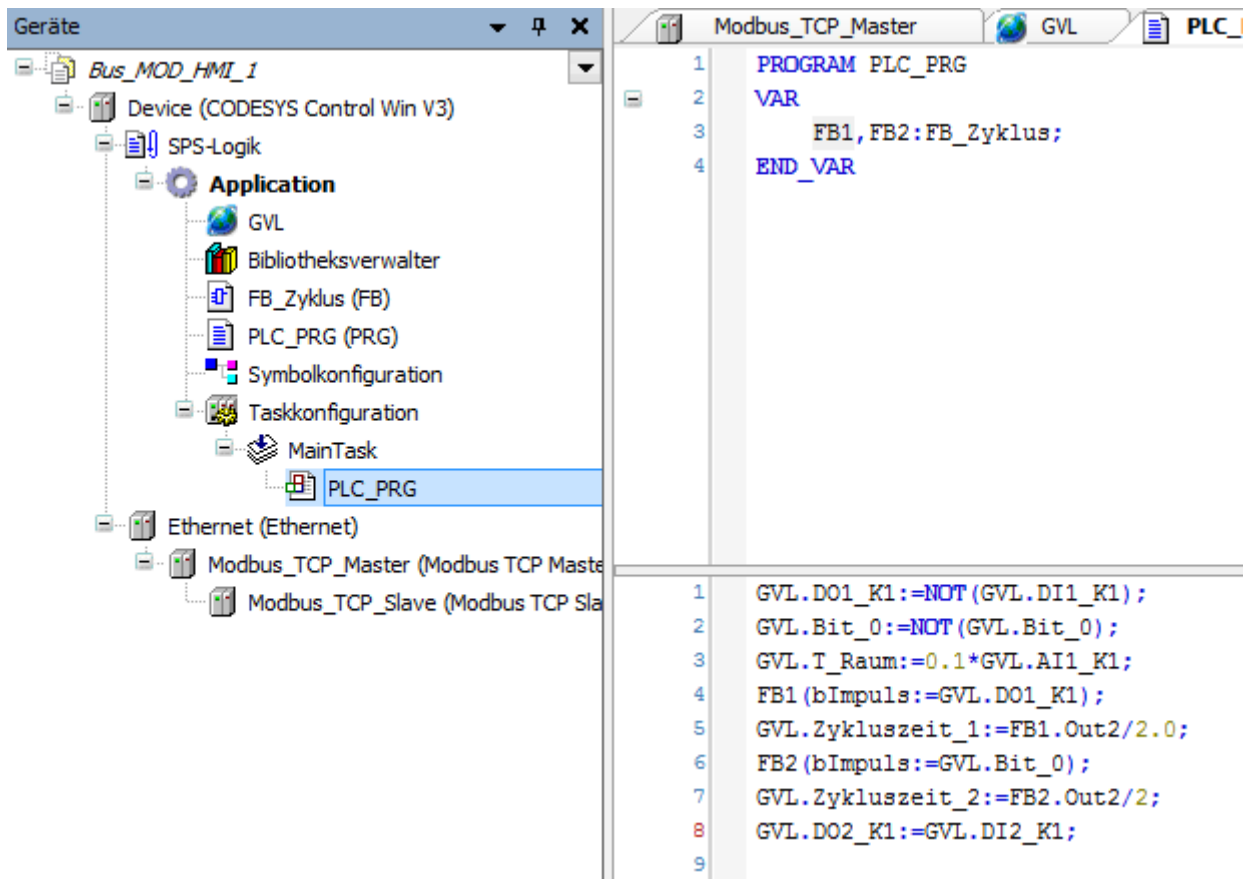 Geräte
Bus_MOD_HMI_1
Device (CODESYS Control Win V3)
SPS-Logik
Application
GVL
Bibliotheksverwalter
FB_Zyklus (FB)
PLC_PRG (PRG)
Symbolkonfiguration
Taskkonfiguration
MainTask
PLC_PRG
Ethernet (Ethernet)
Modbus_TCP_Master (Modbus TCP Maste
Modbus_TCP_Slave (Modbus TCP Sla
Modbus_TCP_Master GVL PLC_
1 PROGRAM PLC_PRG
2 VAR
3 FB1,FB2:FB_Zyklus;
4 END_VAR
1 GVL.DO1_K1:=NOT(GVL.DI1_K1);
2 GVL.Bit_0:=NOT(GVL.Bit_0);
3 GVL.T_Raum:=0.1*GVL.AI1_K1;
4 FB1(bImpuls:=GVL.DO1_K1);
5 GVL.Zykluszeit_1:=FB1.Out2/2.0;
6 FB2(bImpuls:=GVL.Bit_0);
7 GVL.Zykluszeit_2:=FB2.Out2/2;
8 GVL.DO2_K1:=GVL.DI2_K1;
9